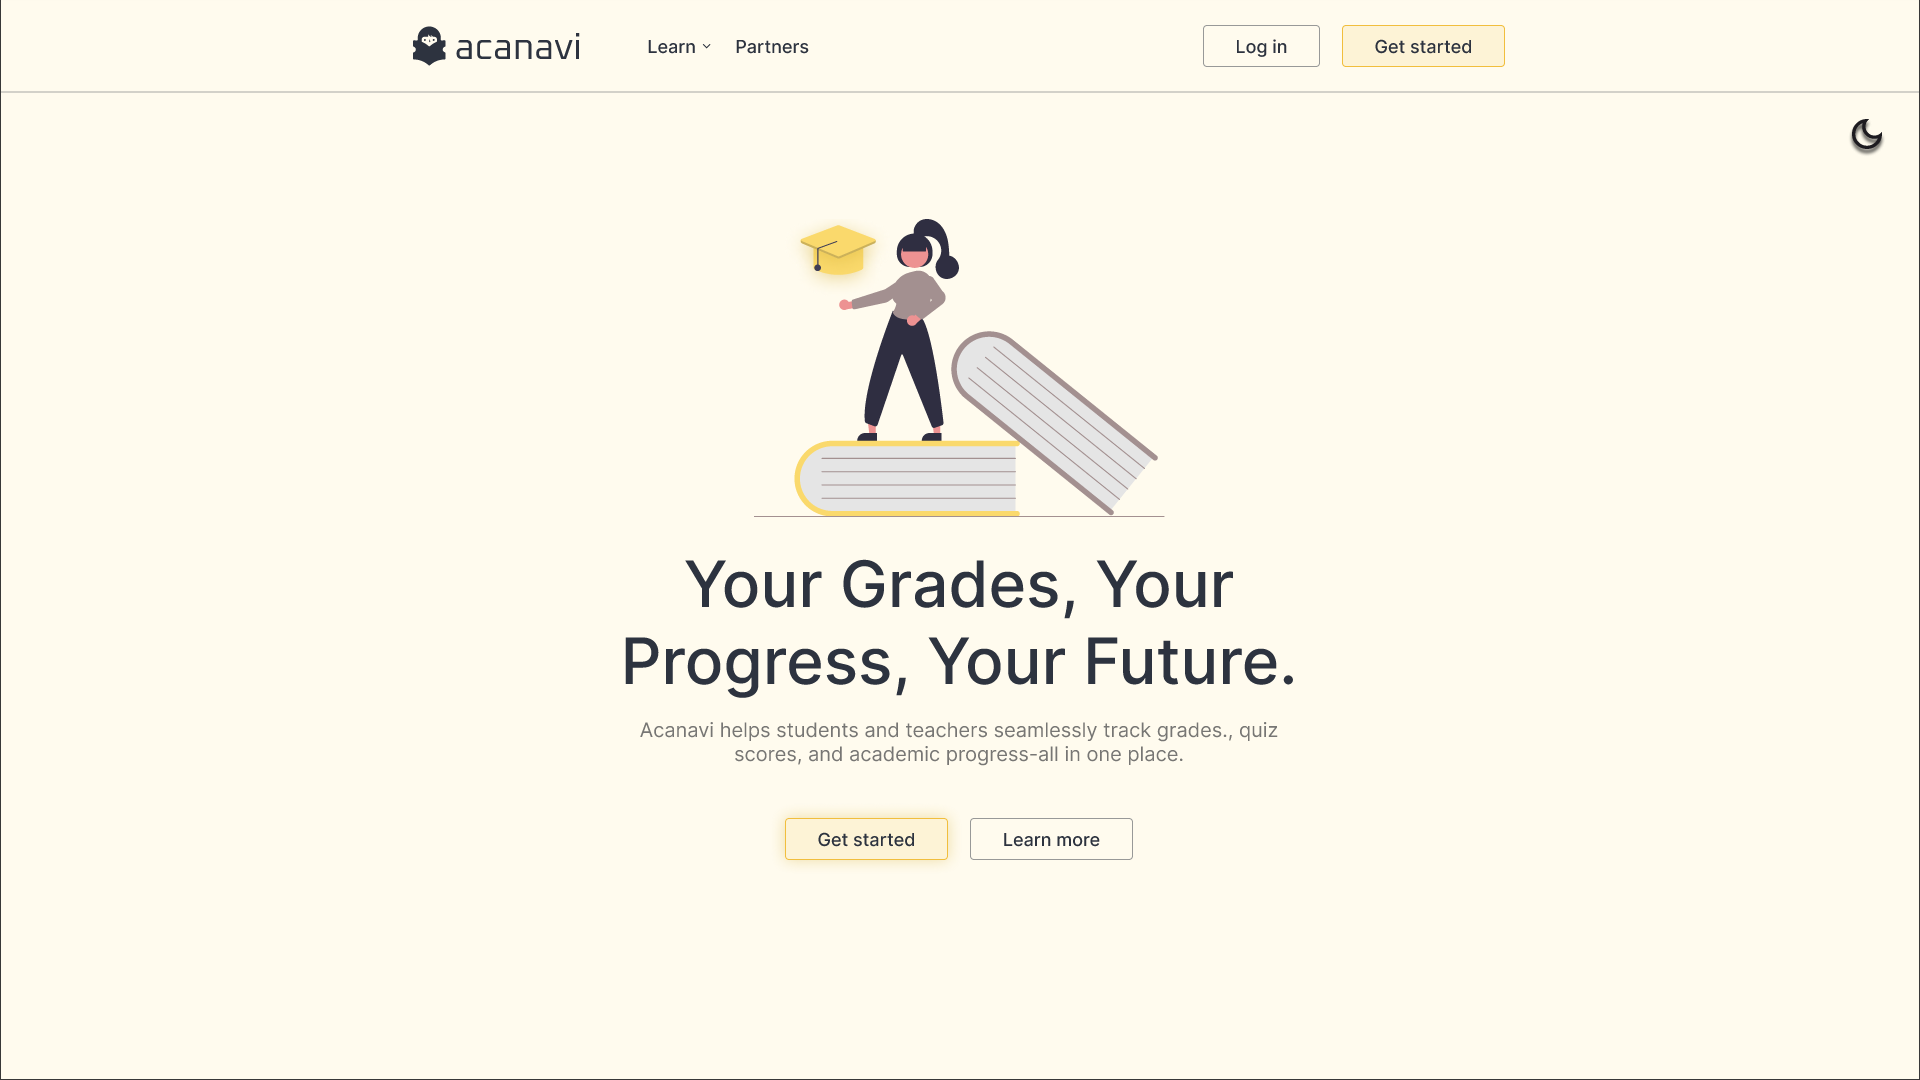 acanavi
Learn
Partners
Log in
Get started
Your Grades, Your
Progress, Your Future.
Acanavi helps students and teachers seamlessly track grades., quiz
scores, and academic progress-all in one place.
Get started
Learn more